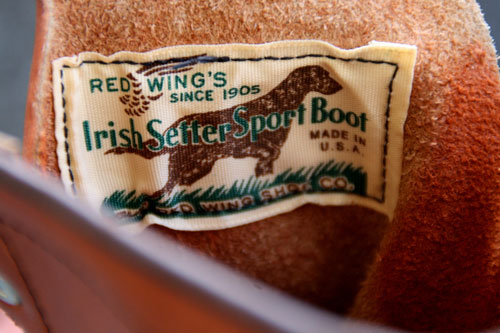 RED WING'S
SINCE 1905
Irish Setter Sport Boot
MADE IN
U.S.A.
RED WING SHOE CO.